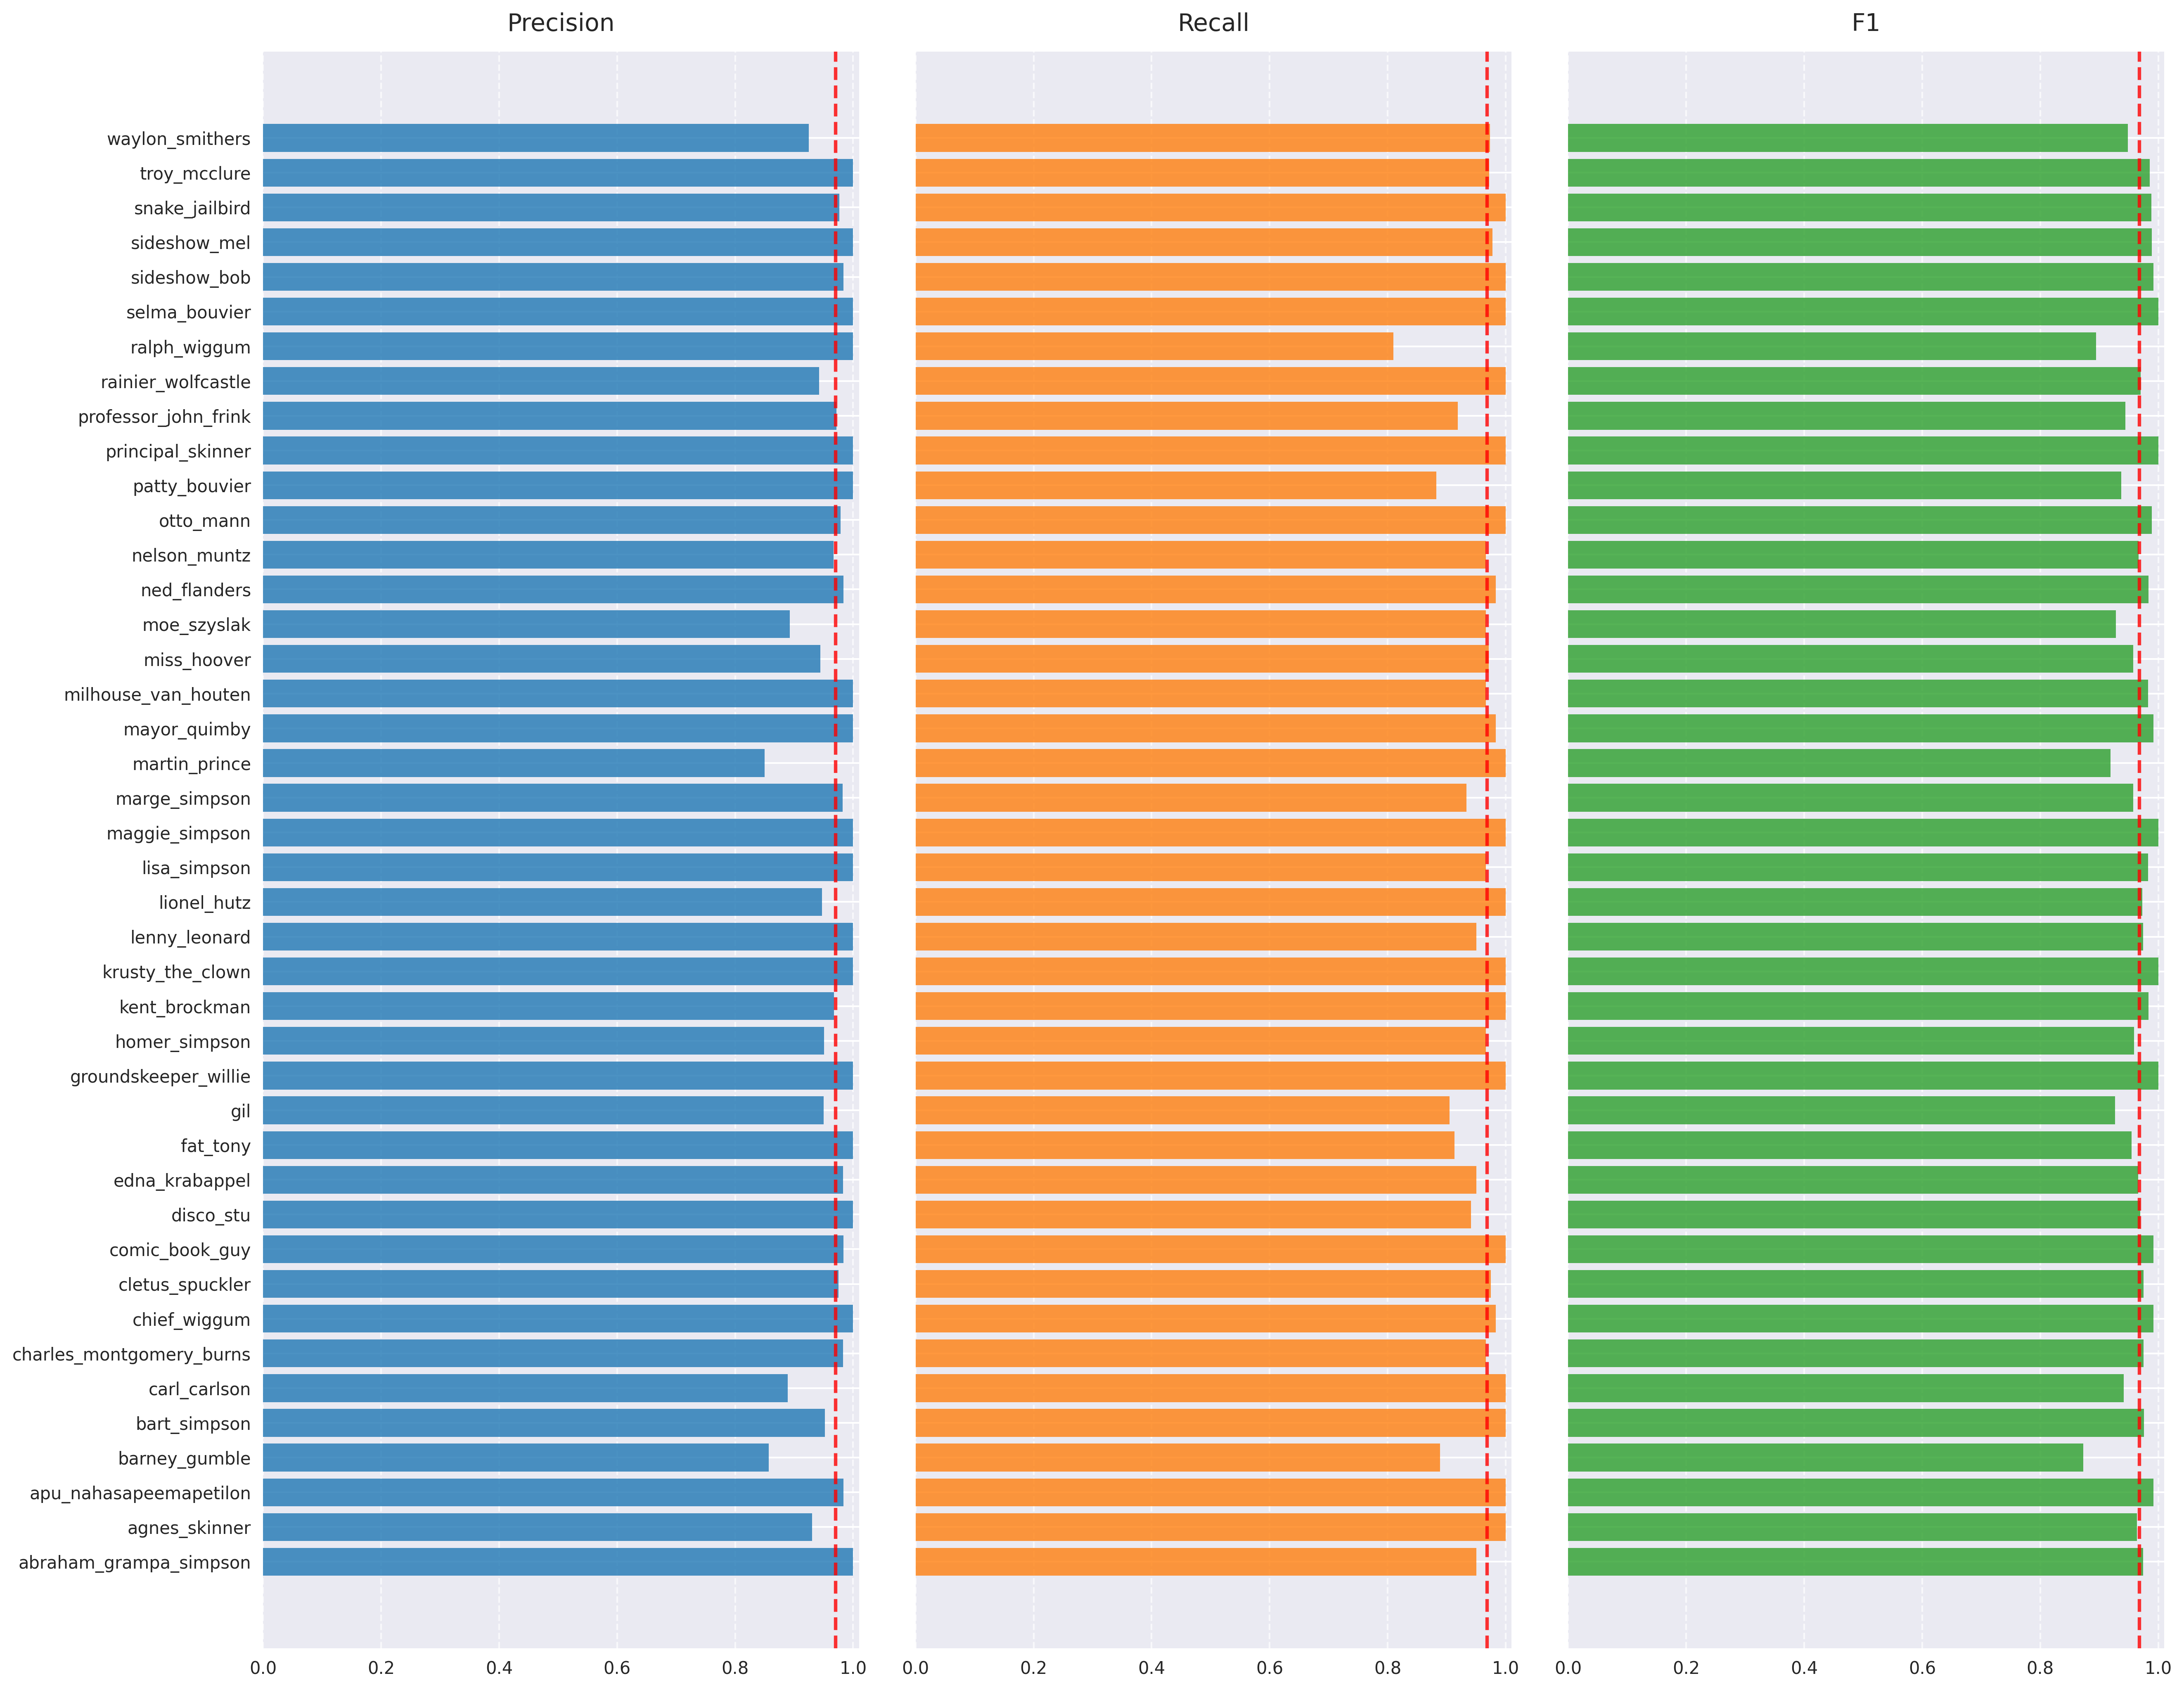 Precision Recall F1
waylon_smithers
troy_mcclure
snake_jailbird
sideshow_mel
sideshow_bob
selma_bouvier
ralph_wiggum
rainier_wolfcastle
professor_john_frink
principal_skinner
patty_bouvier
otto_mann
nelson_muntz
ned_flanders
moe_szyslak
miss_hoover
milhouse_van_houten
mayor_quimby
martin_prince
marge_simpson
maggie_simpson
lisa_simpson
lionel_hutz
lenny_leonard
krusty_the_clown
kent_brockman
homer_simpson
groundskeeper_willie
gil
fat_tony
edna_krabappel
disco_stu
comic_book_guy
cletus_spuckler
chief_wiggum
charles_montgomery_burns
carl_carlson
bart_simpson
barney_gumble
apu_nahasapeemapetilon
agnes_skinner
abraham_grampa_simpson
0.0 0.2 0.4 0.6 0.8 1.0 0.0 0.2 0.4 0.6 0.8 1.0 0.0 0.2 0.4 0.6 0.8 1.0